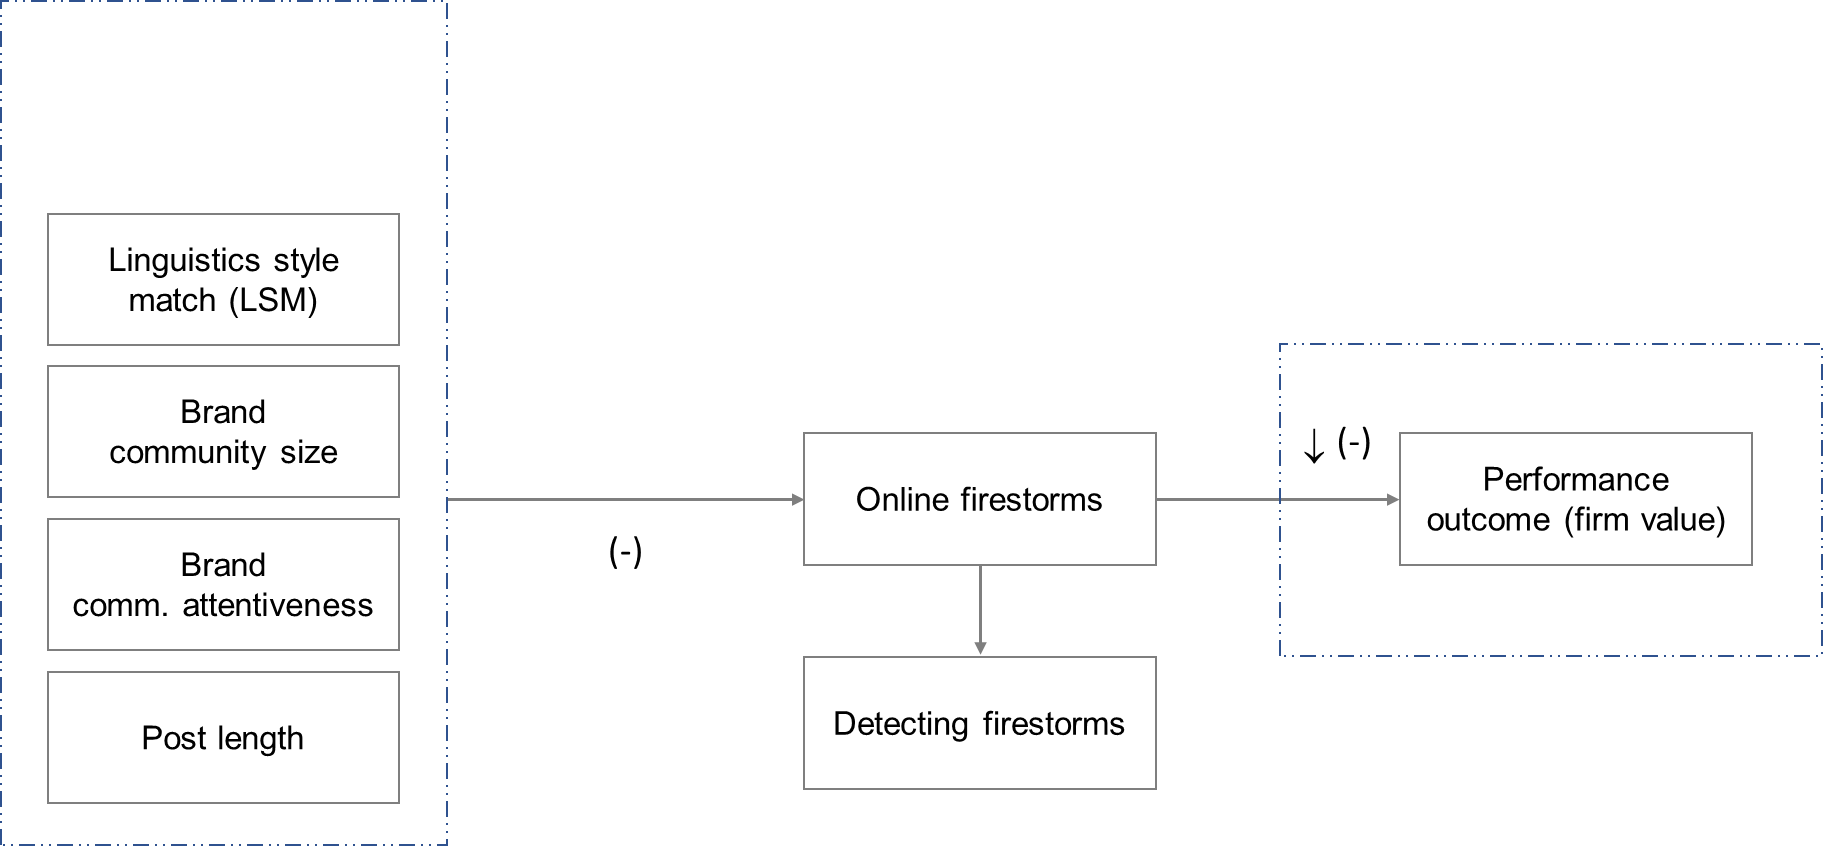 Linguistics style
match (LSM)
Brand
community size
Brand
comm. attentiveness
Post length
(-)
Online firestorms
Detecting firestorms
↓ (-)
Performance
outcome (firm value)